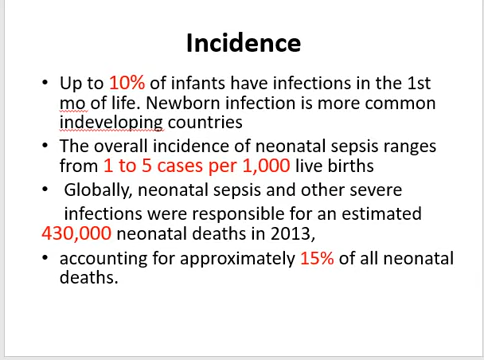 Incidence
• Up to 10% of infants have infections in the 1st
mo of life. Newborn infection is more common
indeveloping countries
• The overall incidence of neonatal sepsis ranges
from 1 to 5 cases per 1,000 live births
• Globally, neonatal sepsis and other severe
infections were responsible for an estimated
430,000 neonatal deaths in 2013,
• accounting for approximately 15% of all neonatal
deaths.